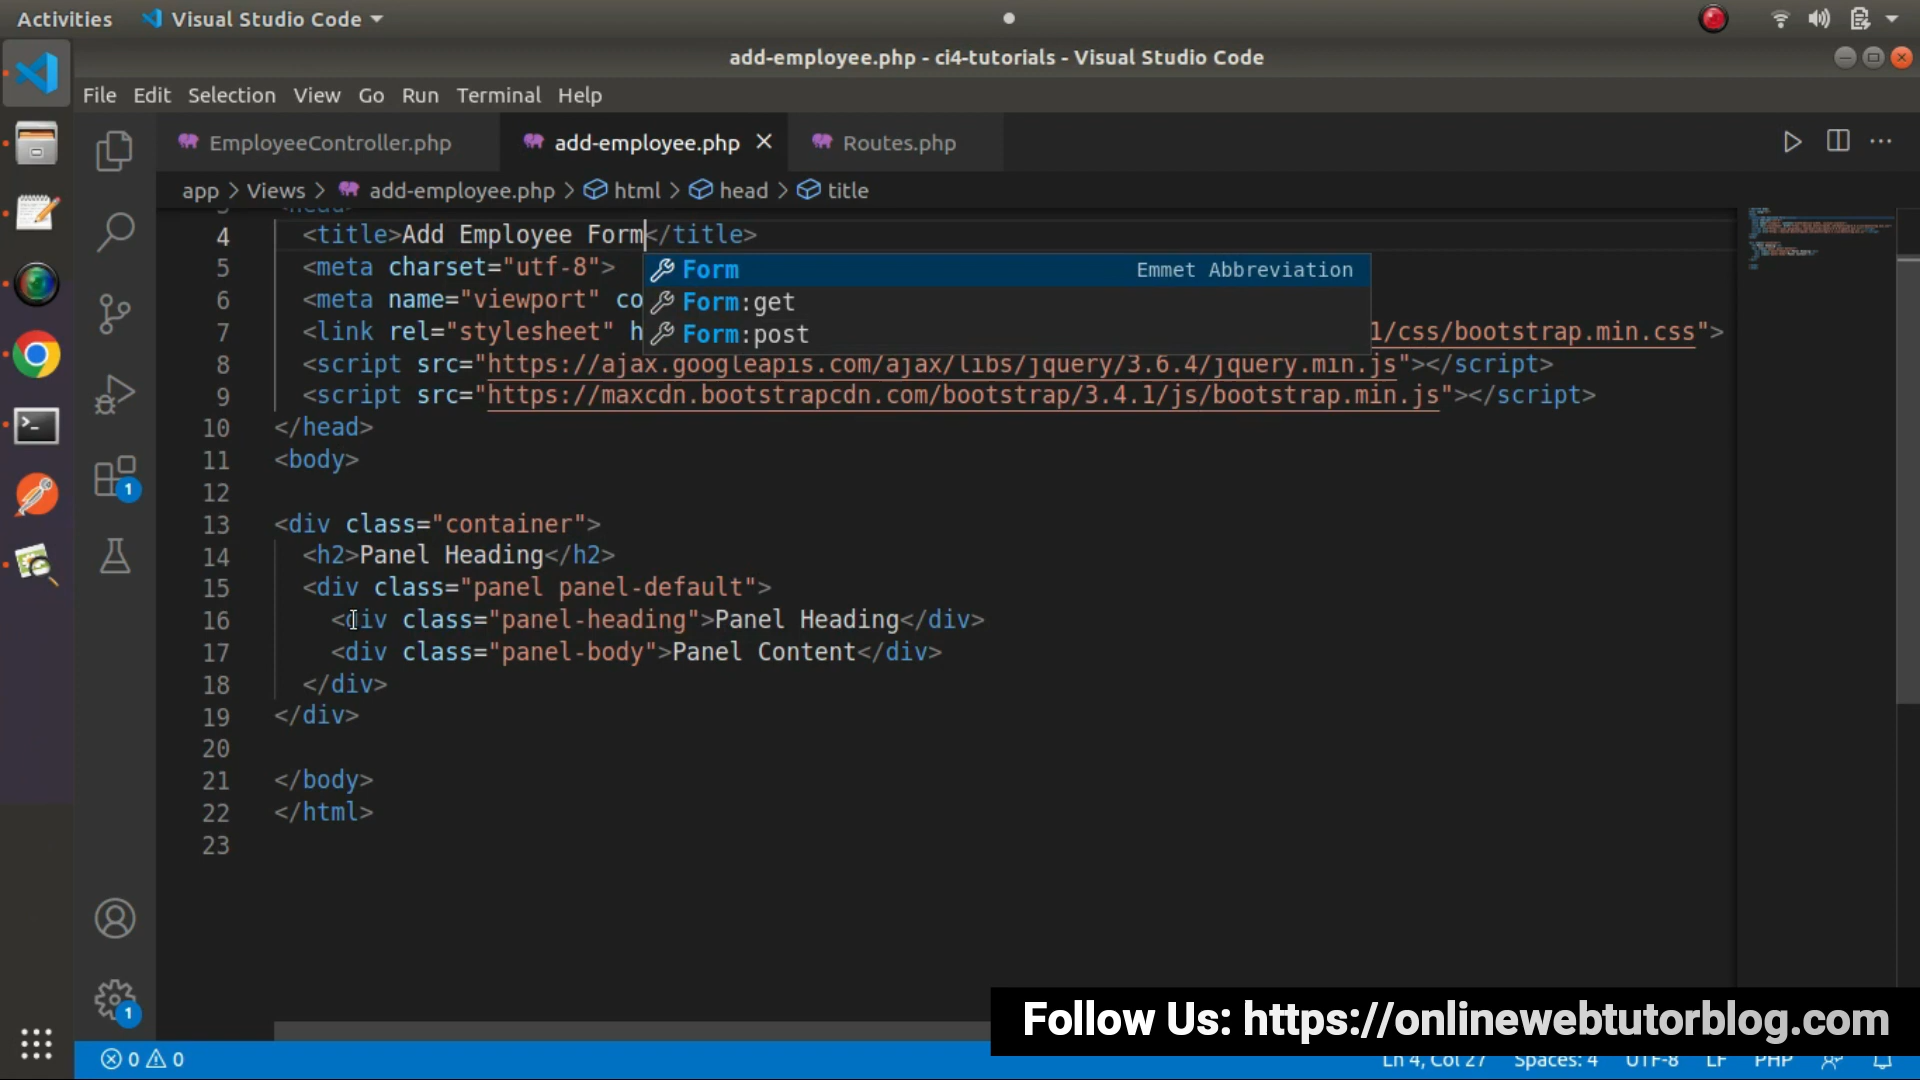 Activities
Visual Studio Code
add-employee.php - ci4-tutorials - Visual Studio Code
File Edit Selection View Go Run Terminal Help
EmployeeController.php
add-employee.php
Routes.php
app > Views > add-employee.php > html > head > title
4 <title>Add Employee Form</title>
5 <meta charset="utf-8">
Form
Emmet Abbreviation
6 <meta name="viewport" co
Form:get
7 <link rel="stylesheet" h
1/css/bootstrap.min.css">
Form:post
8 <script src="https://ajax.googleapis.com/ajax/libs/jquery/3.6.4/jquery.min.js"></script>
9 <script src="https://maxcdn.bootstrapcdn.com/bootstrap/3.4.1/js/bootstrap.min.js"></script>
10 </head>
11 <body>
12
13 <div class="container">
14 <h2>Panel Heading</h2>
15 <div class="panel panel-default">
16 <div class="panel-heading">Panel Heading</div>
17 <div class="panel-body">Panel Content</div>
18 </div>
19 </div>
20
21 </body>
22 </html>
23
1
1
Follow Us: https://onlinewebtutorblog.com
0 0
Ln 4, Col 27 Spaces: 4 UTF-8 LF PHP